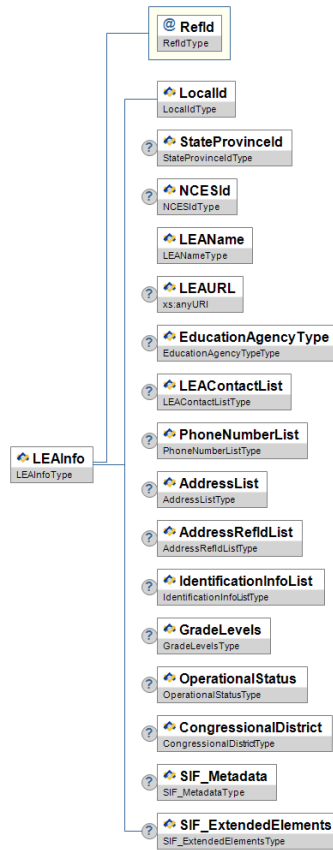 @ RefId
RefIdType
LocalId
LocalIdType
? StateProvinceId
StateProvinceIdType
? NCESId
NCESIdType
LEAName
LEANameType
? LEAURL
xs:anyURI
? EducationAgencyType
EducationAgencyTypeType
? LEAContactList
LEAContactListType
LEAInfo
LEAInfoType
? PhoneNumberList
PhoneNumberListType
? AddressList
AddressListType
? AddressRefIdList
AddressRefIdListType
? IdentificationInfoList
IdentificationInfoListType
? GradeLevels
GradeLevelsType
? OperationalStatus
OperationalStatusType
? CongressionalDistrict
CongressionalDistrictType
? SIF_Metadata
SIF_MetadataType
? SIF_ExtendedElements
SIF_ExtendedElementsType